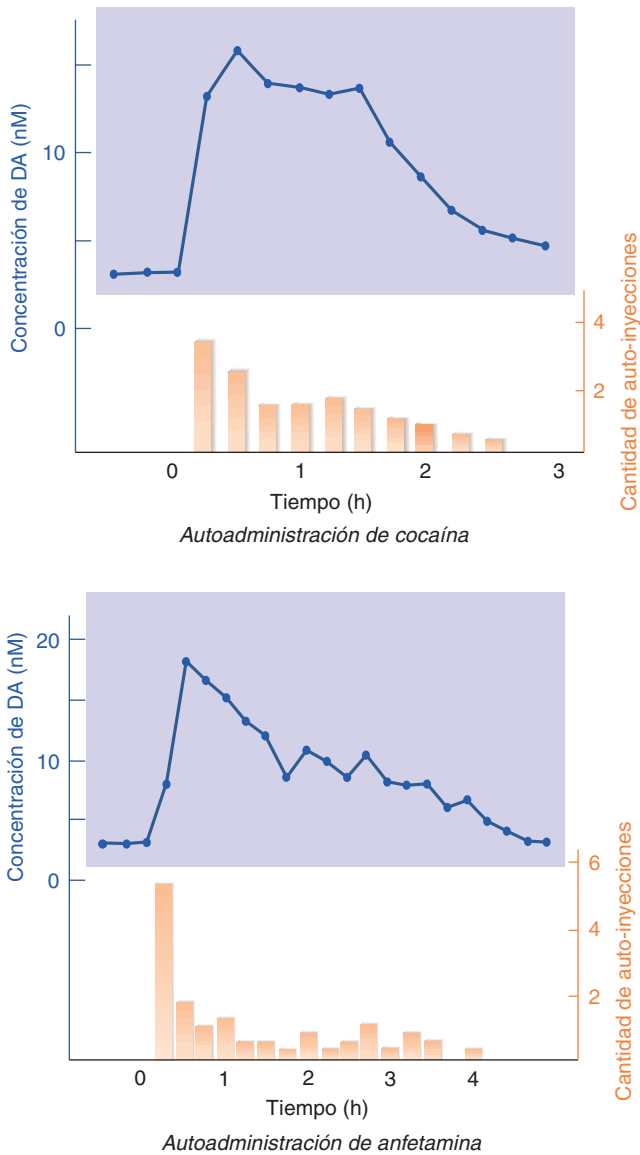 Concentración de DA (nM)
10
0
Cantidad de auto-inyecciones
4
2
0 1 2 3
Tiempo (h)
Autoadministración de cocaína
Concentración de DA (nM)
20
10
0
Cantidad de auto-inyecciones
6
4
2
0 1 2 3 4
Tiempo (h)
Autoadministración de anfetamina